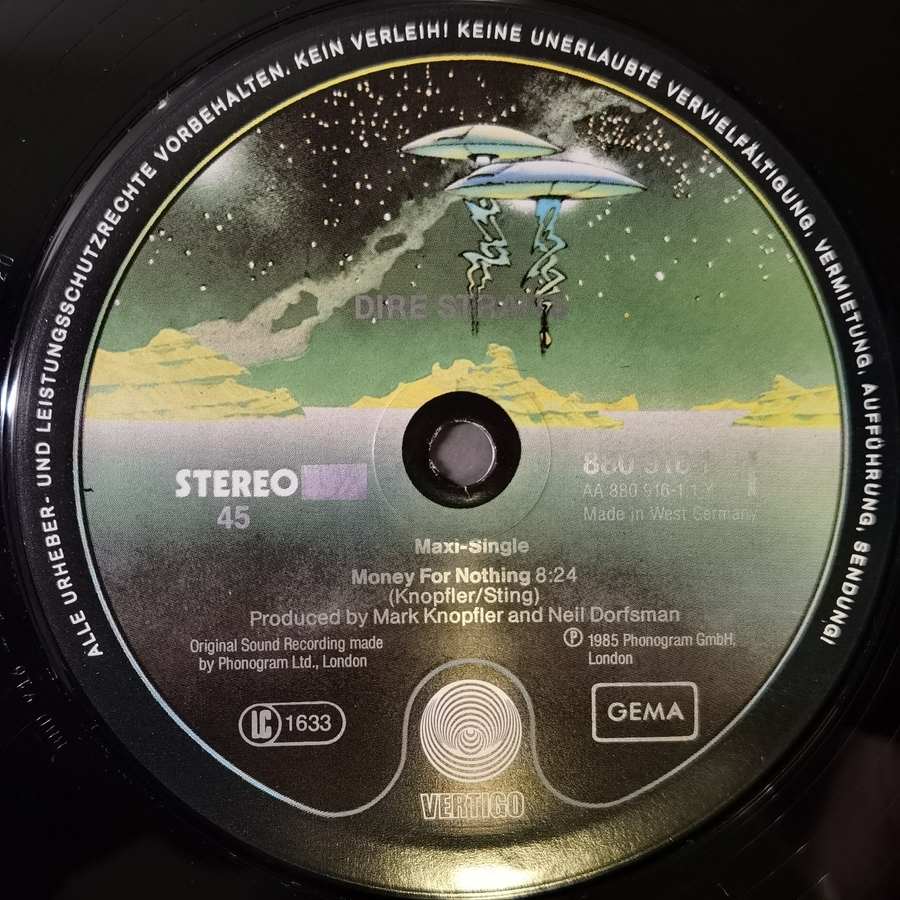 ALLE URHEBER- UND LEISTUNGSSCHUTZRECHTE VORBEHALTEN. KEIN VERLEIH! KEINE UNERLAUBTE VERVIELFÄLTIGUNG, VERMIETUNG, AUFFÜHRUNG, SENDUNG!
DIRE STRAITS
STEREO
45
880 916-1
AA 880 916-1 1 Y
Made in West Germany
Maxi-Single
Money For Nothing 8:24
(Knopfler/Sting)
Produced by Mark Knopfler and Neil Dorfsman
Original Sound Recording made
by Phonogram Ltd., London
Ⓟ 1985 Phonogram GmbH,
London
LC 1633
GEMA
VERTIGO